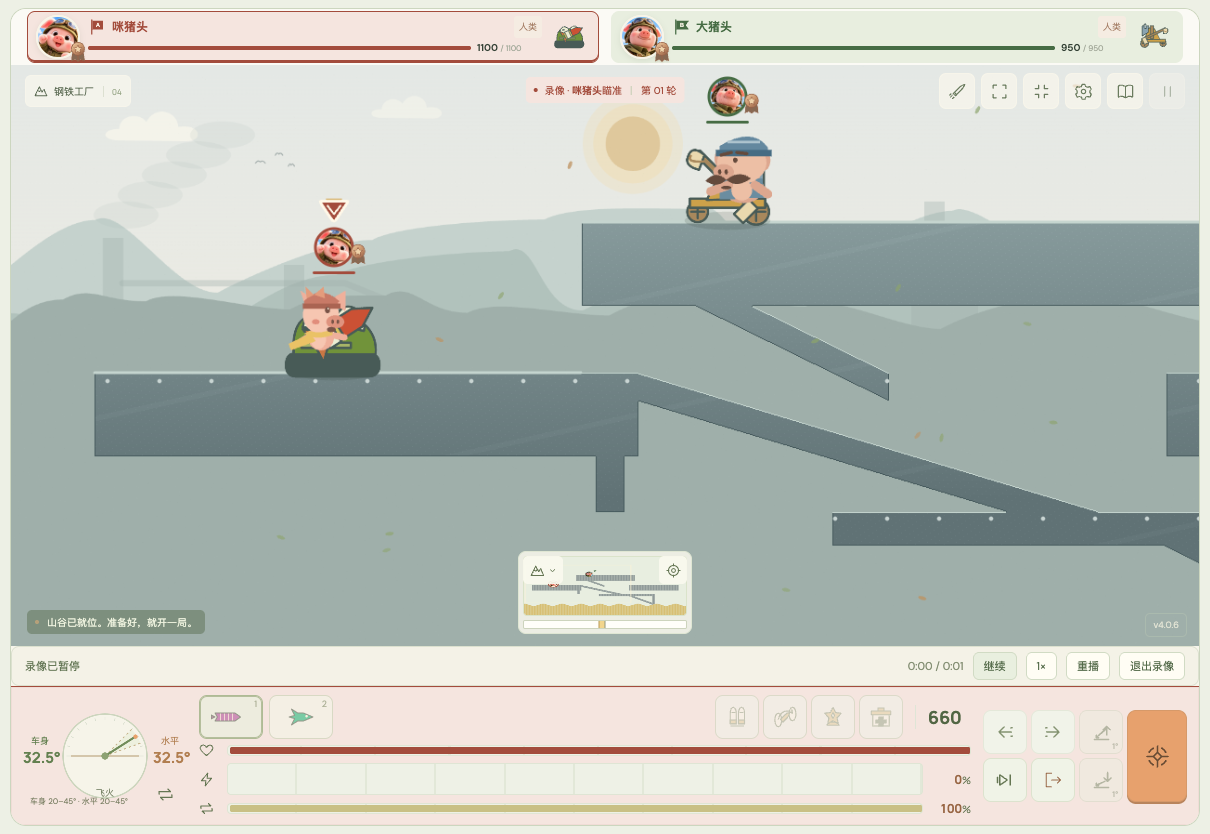 咪猪头
人类
1100 / 1100
大猪头
人类
950 / 950
钢铁工厂 04
录像 · 咪猪头瞄准 第 01 轮
山谷已就位。准备好，就开一局。
v4.0.6
录像已暂停
0:00 / 0:01
继续
1×
重播
退出录像
车身
32.5°
水平
32.5°
飞火
车身 20–45° · 水平 20–45°
1
2
660
0%
100%
1°
1°